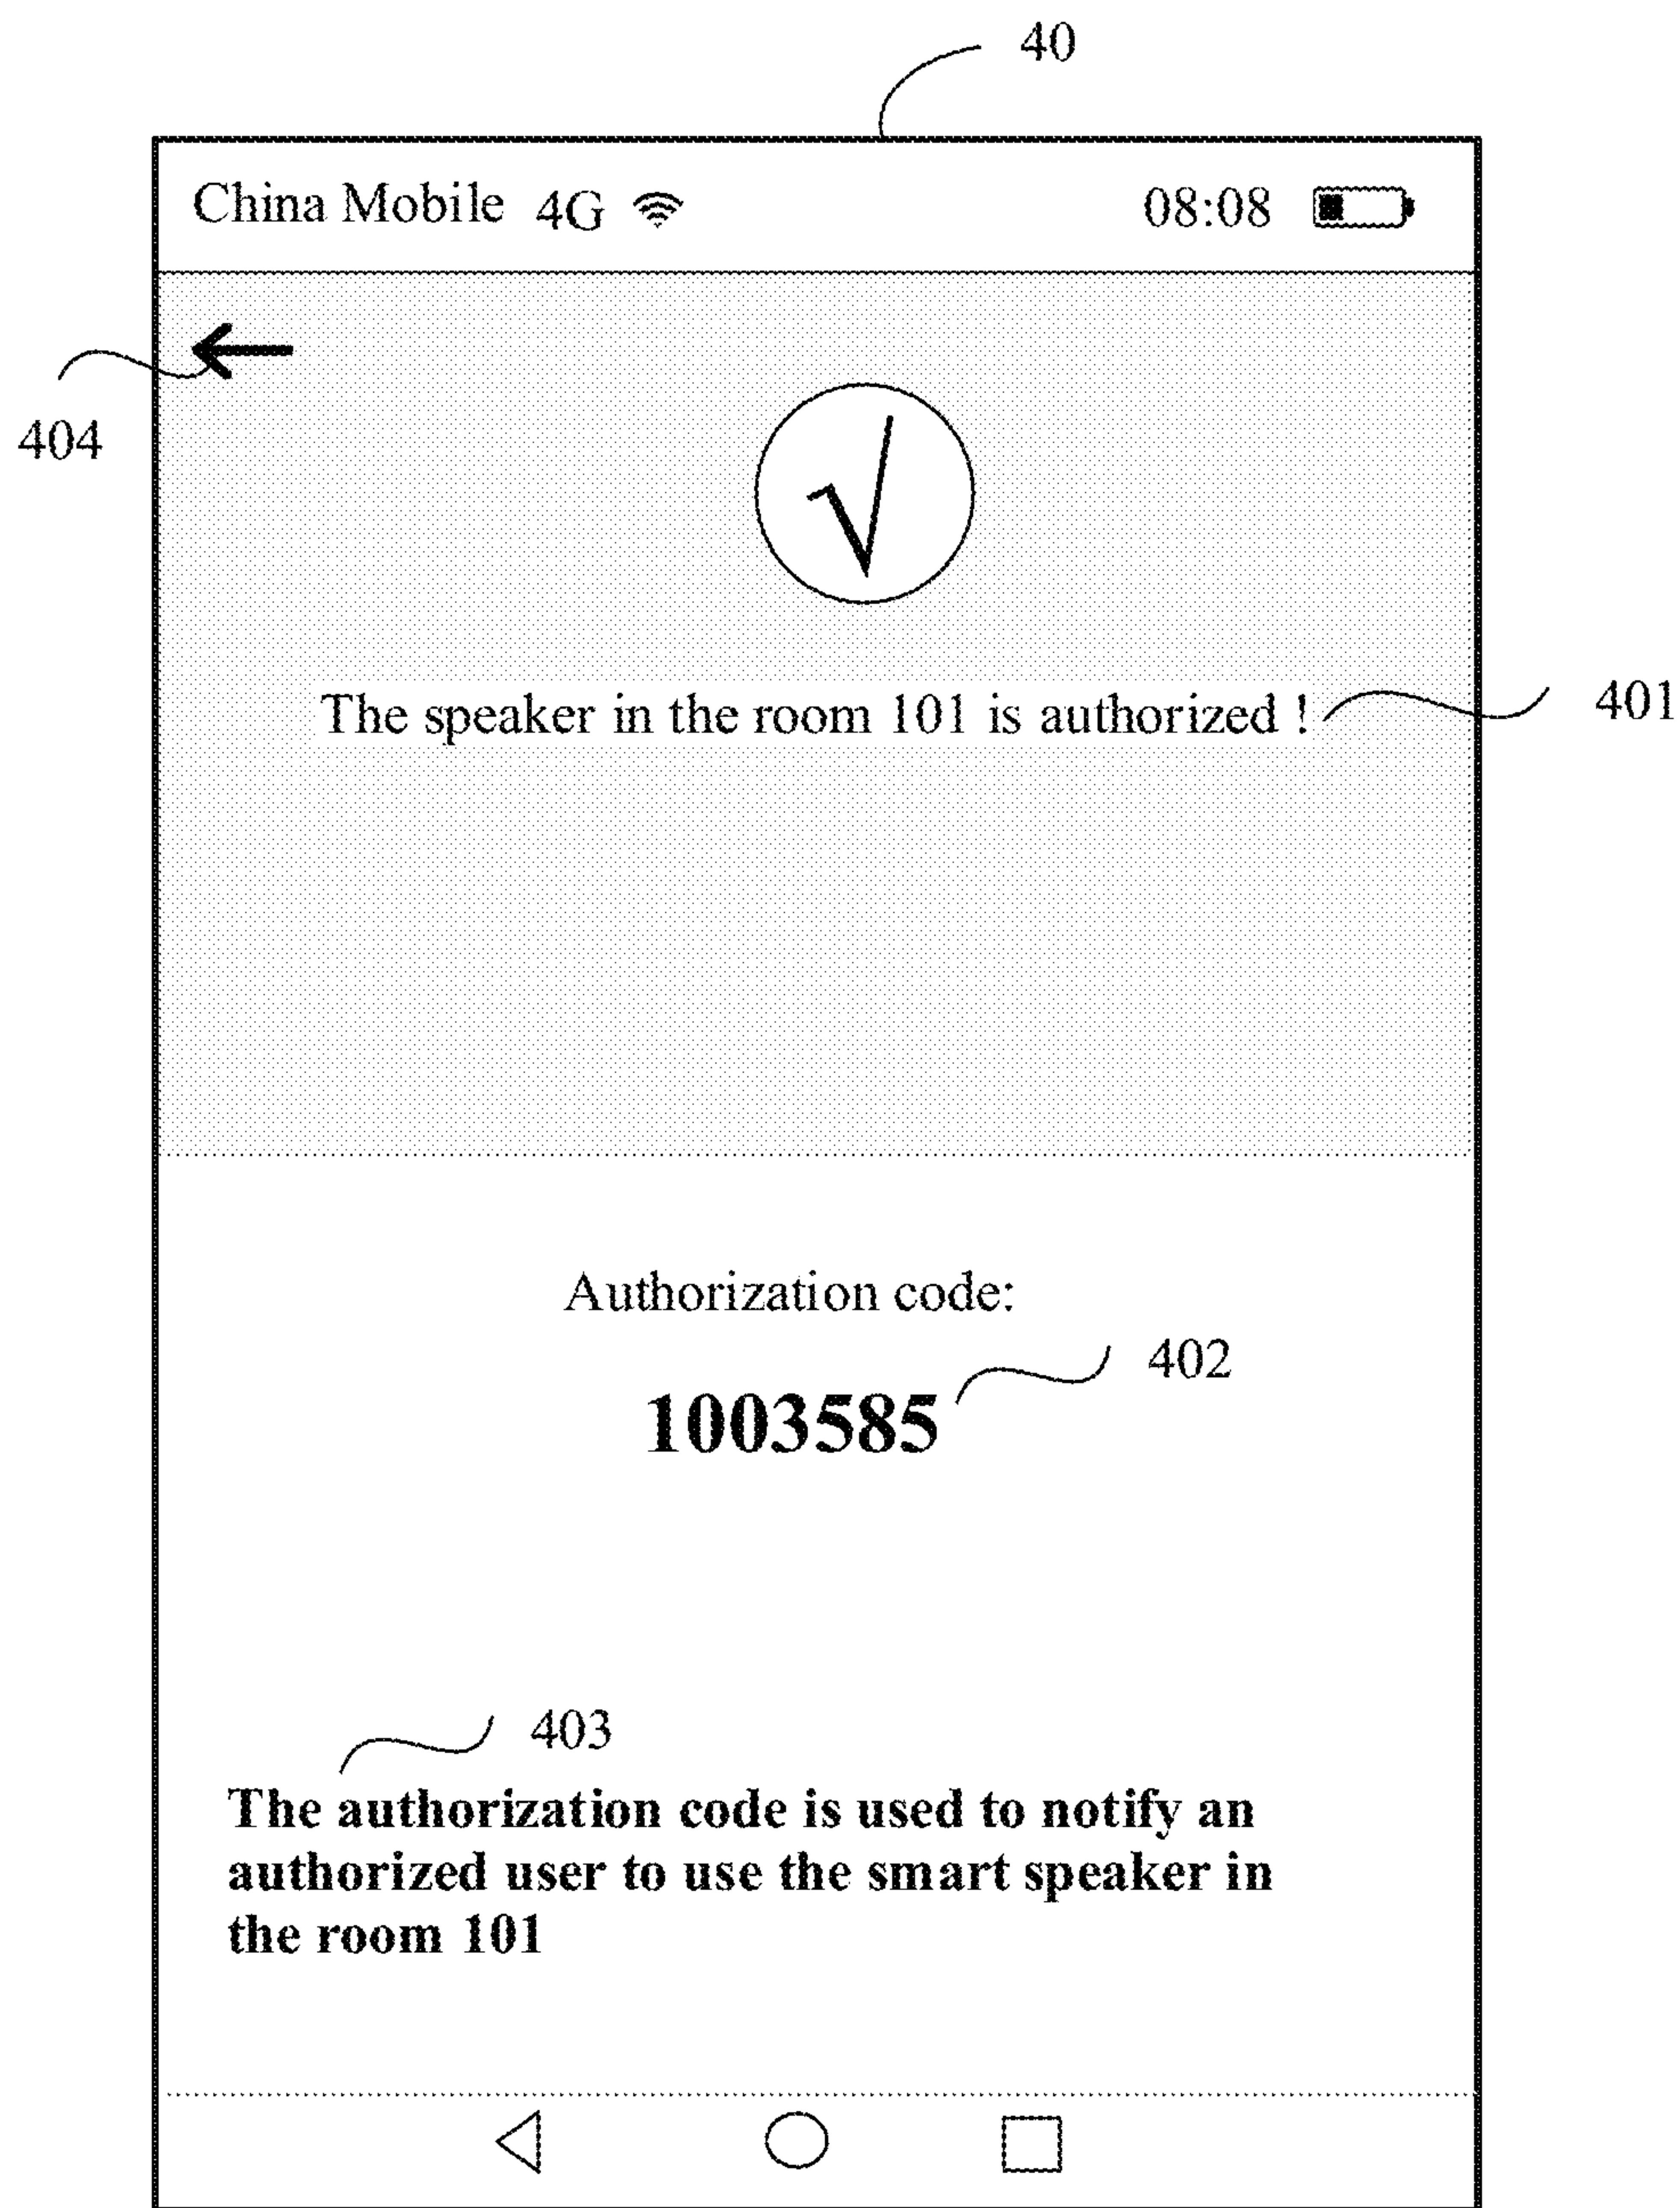 40
China Mobile 4G 08:08
404
The speaker in the room 101 is authorized !
401
Authorization code:
402
1003585
403
The authorization code is used to notify an
authorized user to use the smart speaker in
the room 101